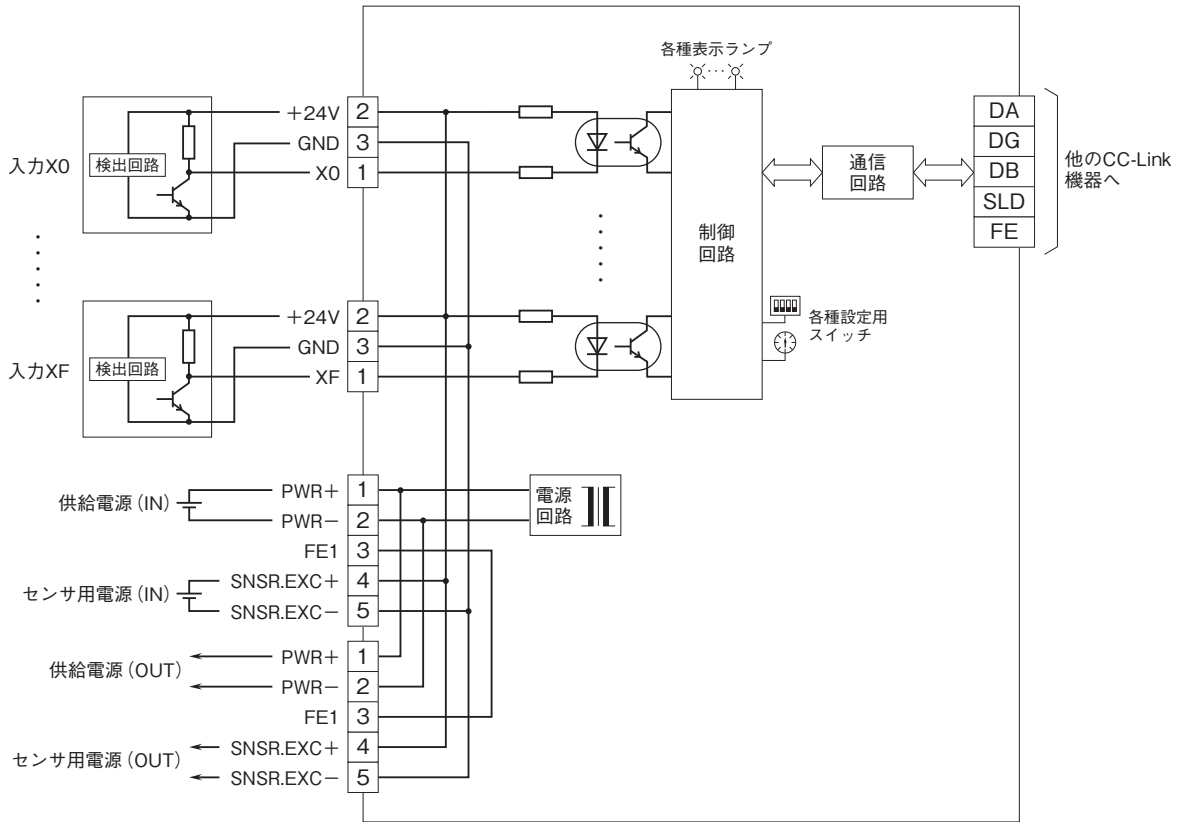 各種表示ランプ
入力X0
検出回路
+24V 2
GND 3
X0 1
制御
回路
通信
回路
DA
DG
DB
SLD
FE
他のCC-Link
機器へ
入力XF
検出回路
+24V 2
GND 3
XF 1
各種設定用
スイッチ
供給電源(IN)
PWR+ 1
PWR− 2
FE1 3
電源
回路
センサ用電源(IN)
SNSR.EXC+ 4
SNSR.EXC− 5
供給電源(OUT)
PWR+ 1
PWR− 2
FE1 3
センサ用電源(OUT)
SNSR.EXC+ 4
SNSR.EXC− 5